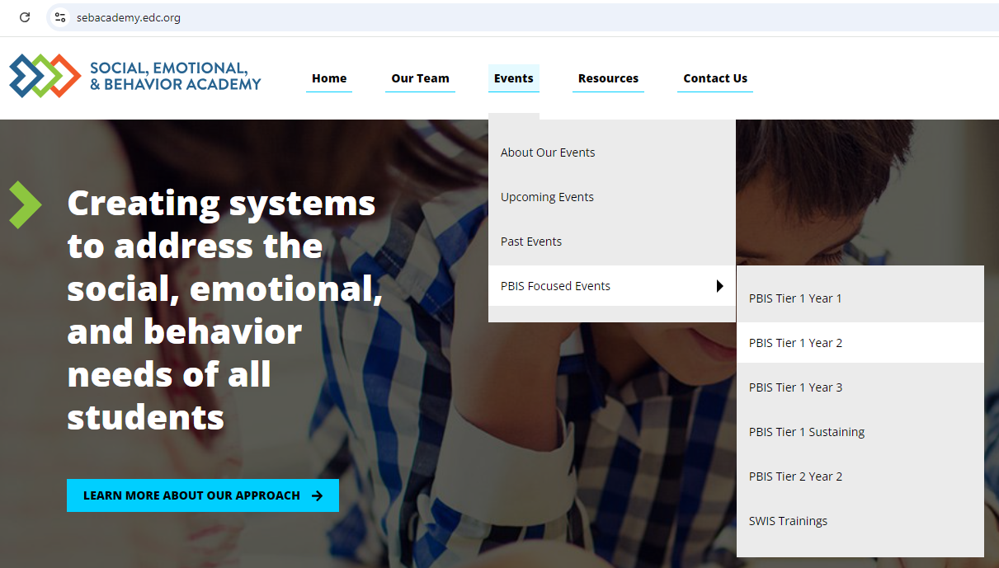 sebacademy.edc.org
SOCIAL, EMOTIONAL,
& BEHAVIOR ACADEMY
Home
Our Team
Events
Resources
Contact Us
About Our Events
Upcoming Events
Past Events
PBIS Focused Events
PBIS Tier 1 Year 1
PBIS Tier 1 Year 2
PBIS Tier 1 Year 3
PBIS Tier 1 Sustaining
PBIS Tier 2 Year 2
SWIS Trainings
Creating systems
to address the
social, emotional,
and behavior
needs of all
students
LEARN MORE ABOUT OUR APPROACH